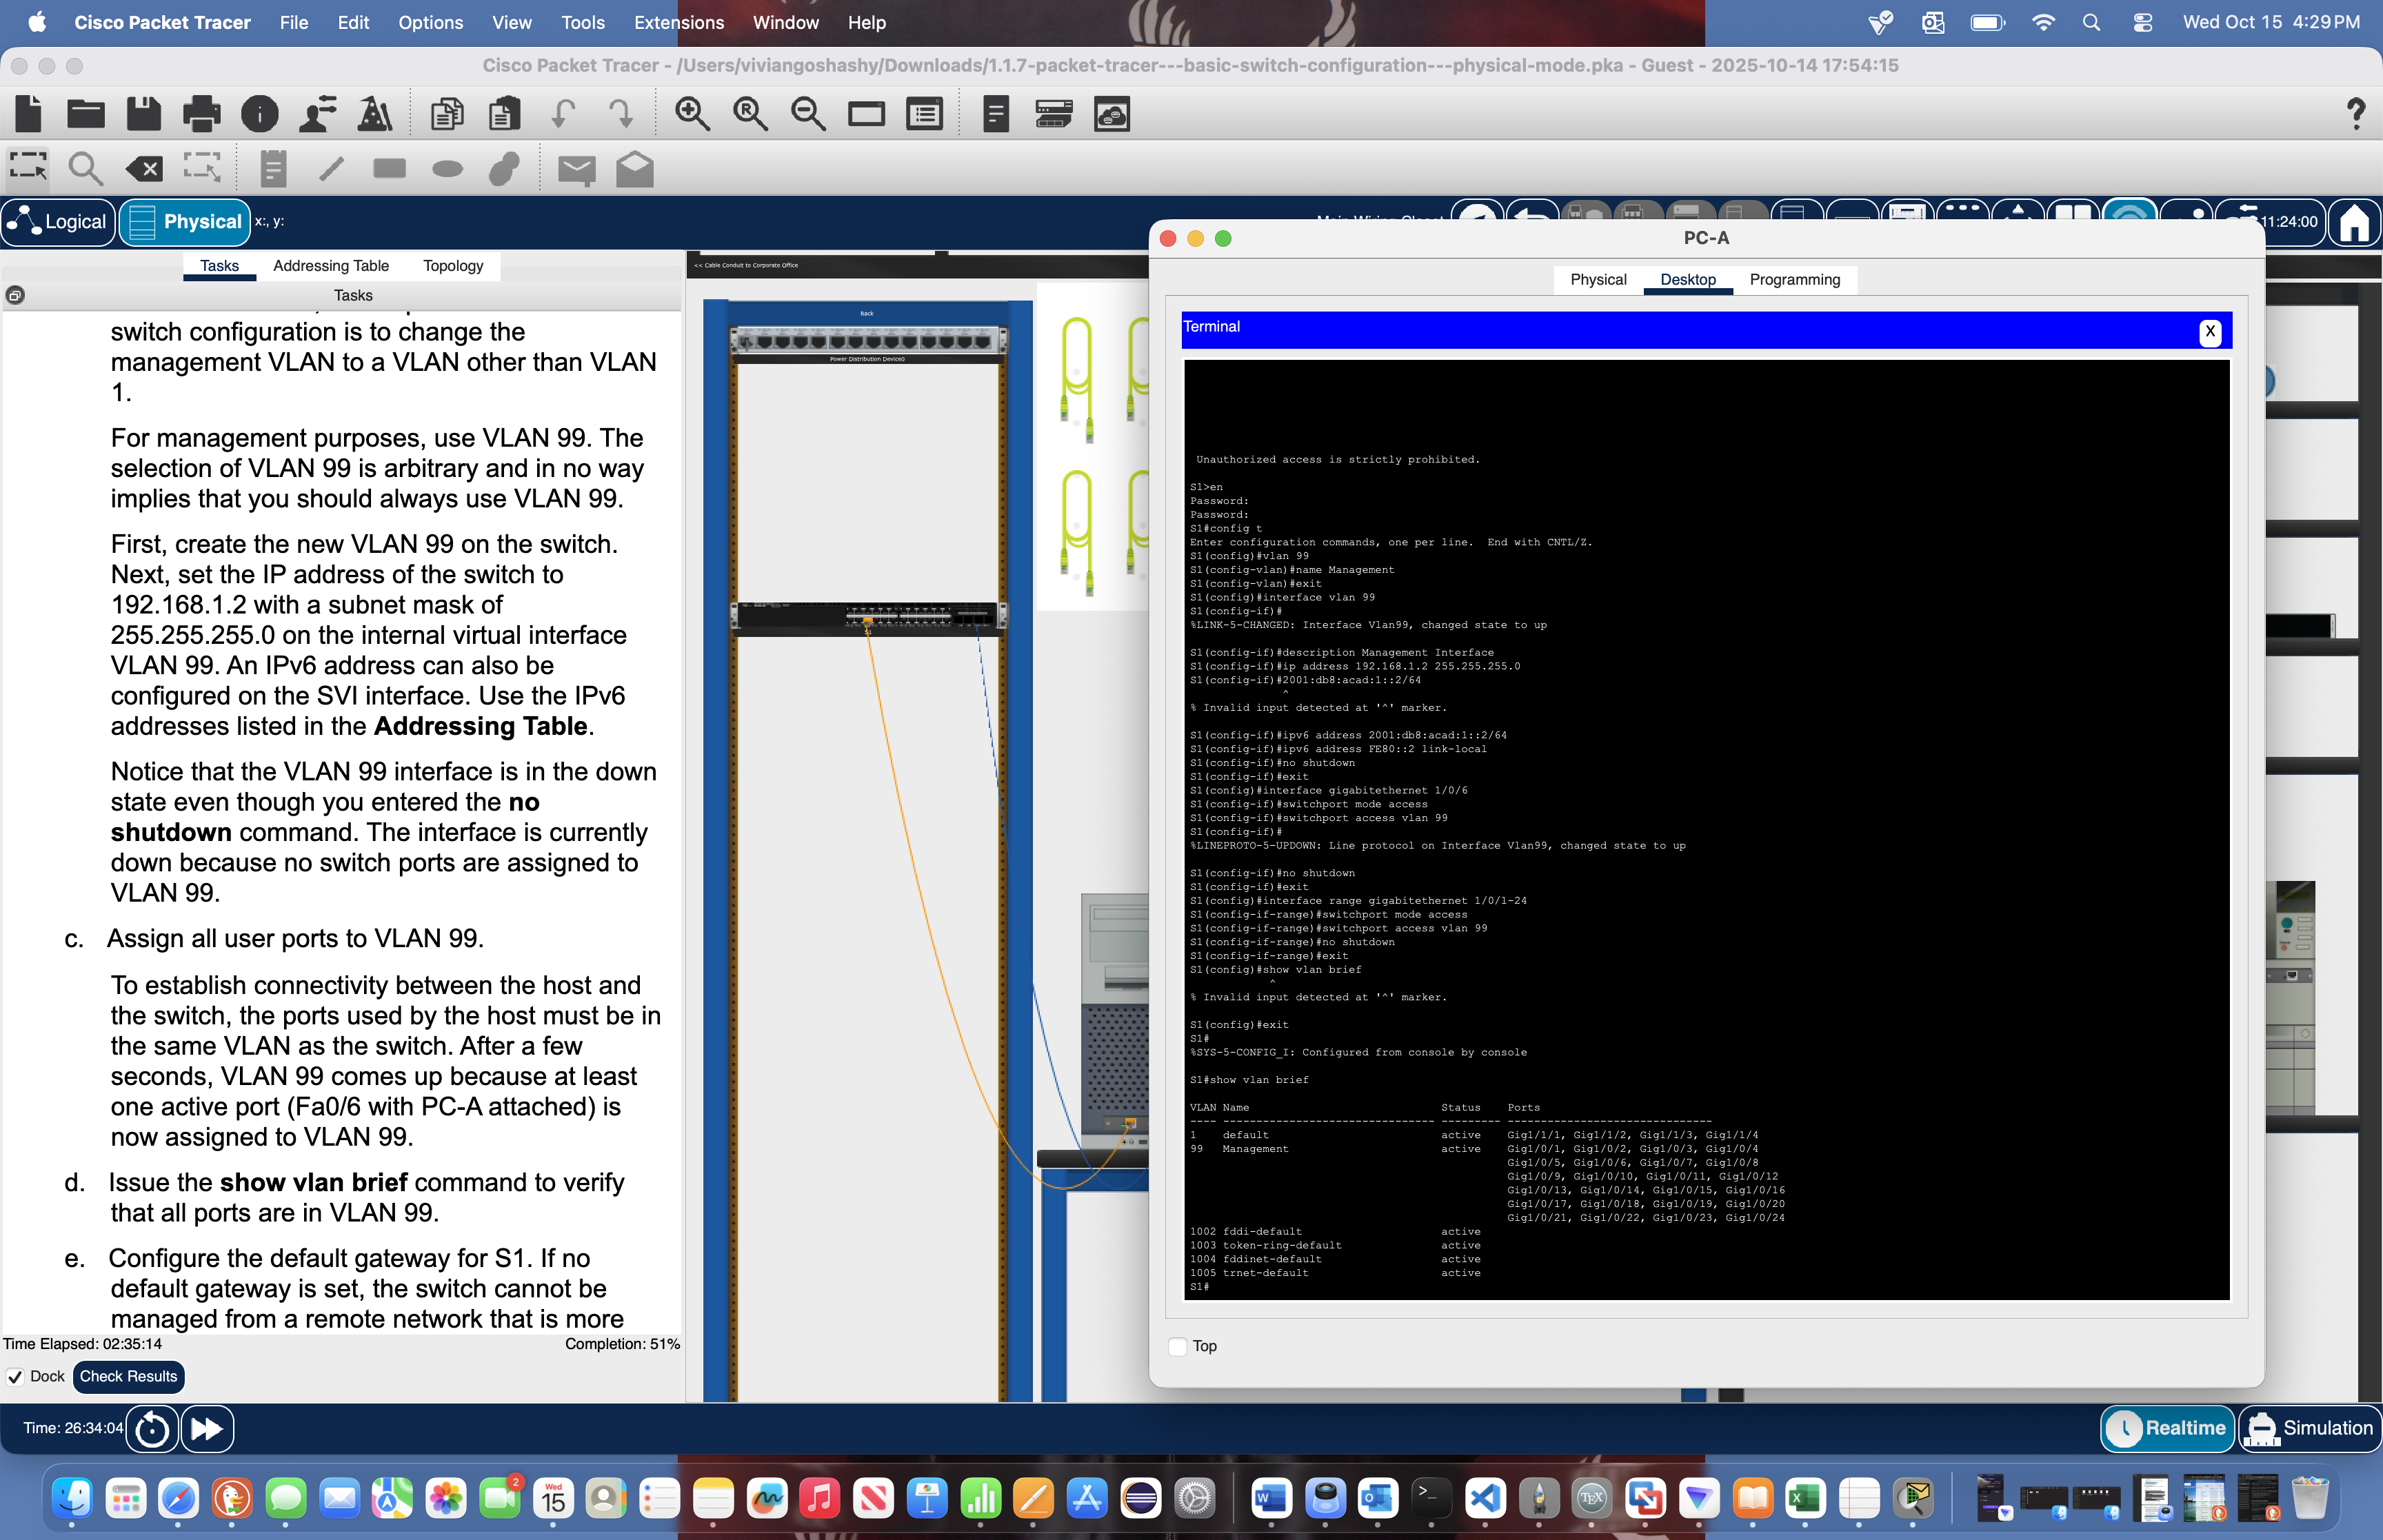 Cisco Packet Tracer File Edit Options View Tools Extensions Window Help
Wed Oct 15 4:29 PM
Cisco Packet Tracer - /Users/viviangoshashy/Downloads/1.1.7-packet-tracer---basic-switch-configuration---physical-mode.pka - Guest - 2025-10-14 17:54:15
Logical
Physical
x:, y:
11:24:00
Tasks Addressing Table Topology
Tasks
switch configuration is to change the
management VLAN to a VLAN other than VLAN
1.
For management purposes, use VLAN 99. The
selection of VLAN 99 is arbitrary and in no way
implies that you should always use VLAN 99.
First, create the new VLAN 99 on the switch.
Next, set the IP address of the switch to
192.168.1.2 with a subnet mask of
255.255.255.0 on the internal virtual interface
VLAN 99. An IPv6 address can also be
configured on the SVI interface. Use the IPv6
addresses listed in the Addressing Table.
Notice that the VLAN 99 interface is in the down
state even though you entered the no
shutdown command. The interface is currently
down because no switch ports are assigned to
VLAN 99.
c. Assign all user ports to VLAN 99.
To establish connectivity between the host and
the switch, the ports used by the host must be in
the same VLAN as the switch. After a few
seconds, VLAN 99 comes up because at least
one active port (Fa0/6 with PC-A attached) is
now assigned to VLAN 99.
d. Issue the show vlan brief command to verify
that all ports are in VLAN 99.
e. Configure the default gateway for S1. If no
default gateway is set, the switch cannot be
managed from a remote network that is more
Time Elapsed: 02:35:14
Completion: 51%
Dock
Check Results
Time: 26:34:04
Realtime
Simulation
<< Cable Conduit to Corporate Office
Rack
Power Distribution Device0
PC-A
Physical Desktop Programming
Terminal
X
Unauthorized access is strictly prohibited.
S1>en
Password:
Password:
S1#config t
Enter configuration commands, one per line. End with CNTL/Z.
S1(config)#vlan 99
S1(config-vlan)#name Management
S1(config-vlan)#exit
S1(config)#interface vlan 99
S1(config-if)#
%LINK-5-CHANGED: Interface Vlan99, changed state to up
S1(config-if)#description Management Interface
S1(config-if)#ip address 192.168.1.2 255.255.255.0
S1(config-if)#2001:db8:acad:1::2/64
^
% Invalid input detected at '^' marker.
S1(config-if)#ipv6 address 2001:db8:acad:1::2/64
S1(config-if)#ipv6 address FE80::2 link-local
S1(config-if)#no shutdown
S1(config-if)#exit
S1(config)#interface gigabitethernet 1/0/6
S1(config-if)#switchport mode access
S1(config-if)#switchport access vlan 99
S1(config-if)#
%LINEPROTO-5-UPDOWN: Line protocol on Interface Vlan99, changed state to up
S1(config-if)#no shutdown
S1(config-if)#exit
S1(config)#interface range gigabitethernet 1/0/1-24
S1(config-if-range)#switchport mode access
S1(config-if-range)#switchport access vlan 99
S1(config-if-range)#no shutdown
S1(config-if-range)#exit
S1(config)#show vlan brief
^
% Invalid input detected at '^' marker.
S1(config)#exit
S1#
%SYS-5-CONFIG_I: Configured from console by console
S1#show vlan brief
VLAN Name Status Ports
---- -------------------------------- --------- -------------------------------
1 default active Gig1/1/1, Gig1/1/2, Gig1/1/3, Gig1/1/4
99 Management active Gig1/0/1, Gig1/0/2, Gig1/0/3, Gig1/0/4
Gig1/0/5, Gig1/0/6, Gig1/0/7, Gig1/0/8
Gig1/0/9, Gig1/0/10, Gig1/0/11, Gig1/0/12
Gig1/0/13, Gig1/0/14, Gig1/0/15, Gig1/0/16
Gig1/0/17, Gig1/0/18, Gig1/0/19, Gig1/0/20
Gig1/0/21, Gig1/0/22, Gig1/0/23, Gig1/0/24
1002 fddi-default active
1003 token-ring-default active
1004 fddinet-default active
1005 trnet-default active
S1#
Top
2
Wed
15